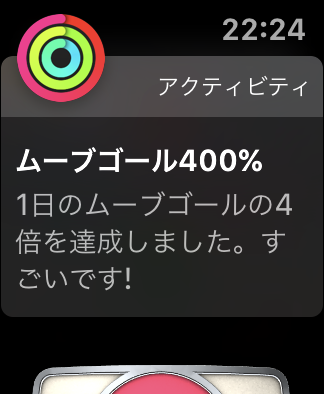 22:24
アクティビティ
ムーブゴール400%
1日のムーブゴールの4
倍を達成しました。す
ごいです!